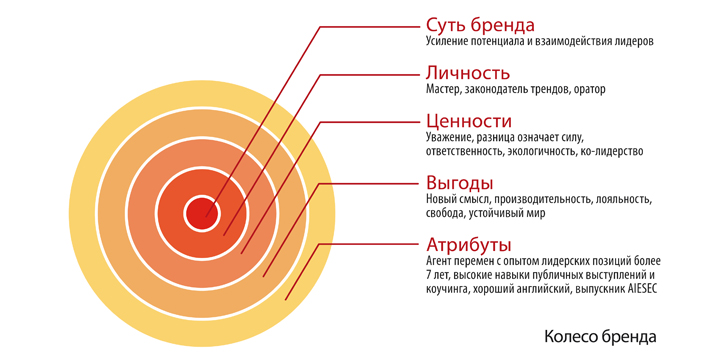 Суть бренда
Усиление потенциала и взаимодействия лидеров
Личность
Мастер, законодатель трендов, оратор
Ценности
Уважение, разница означает силу,
ответственность, экологичность, ко-лидерство
Выгоды
Новый смысл, производительность, лояльность,
свобода, устойчивый мир
Атрибуты
Агент перемен с опытом лидерских позиций более
7 лет, высокие навыки публичных выступлений и
коучинга, хороший английский, выпускник AIESEC
Колесо бренда